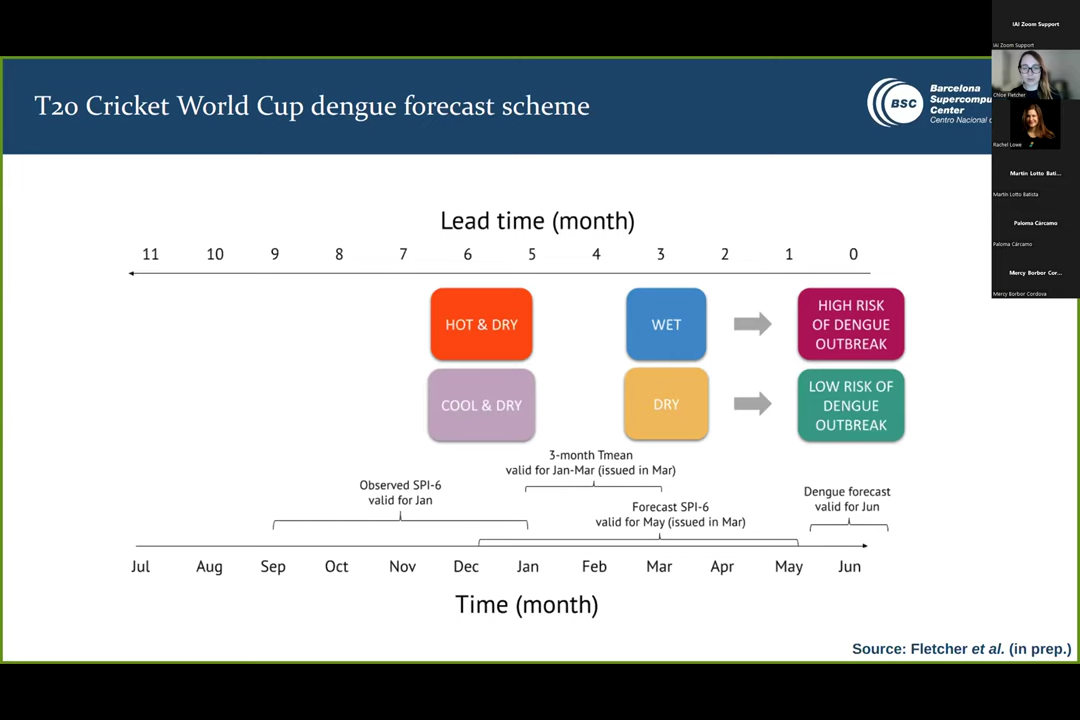 IAI Zoom Support
IAI Zoom Support
Chloe Fletcher
Rachel Lowe
Martín Lotto Bati...
Martín Lotto Batista
Paloma Cárcamo
Paloma Cárcamo
Mercy Borbor Cor...
Mercy Borbor Cordova
T20 Cricket World Cup dengue forecast scheme
BSC
Barcelona
Supercompu
Center
Centro Nacional
Lead time (month)
11 10 9 8 7 6 5 4 3 2 1 0
HOT & DRY
WET
HIGH RISK
OF DENGUE
OUTBREAK
COOL & DRY
DRY
LOW RISK OF
DENGUE
OUTBREAK
3-month Tmean
valid for Jan-Mar (issued in Mar)
Observed SPI-6
valid for Jan
Forecast SPI-6
valid for May (issued in Mar)
Dengue forecast
valid for Jun
Jul Aug Sep Oct Nov Dec Jan Feb Mar Apr May Jun
Time (month)
Source: Fletcher et al. (in prep.)